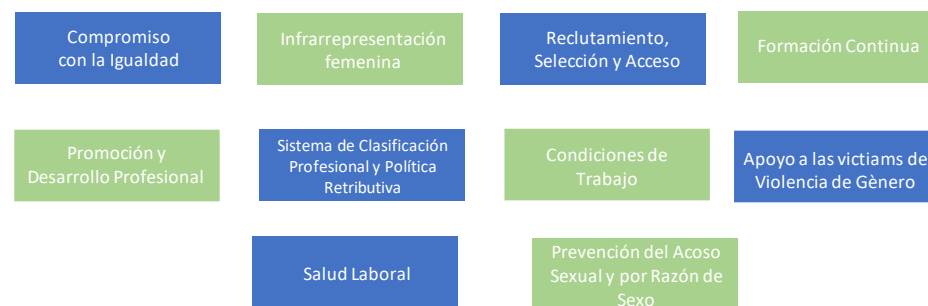 Compromiso
con la Igualdad
Infrarrepresentación
femenina
Reclutamiento,
Selección y Acceso
Formación Continua
Promoción y
Desarrollo Profesional
Sistema de Clasificación
Profesional y Política
Retributiva
Condiciones de
Trabajo
Apoyo a las victiams de
Violencia de Gènero
Salud Laboral
Prevención del Acoso
Sexual y por Razón de
Sexo